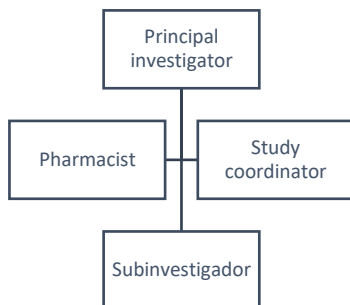 Principal
investigator
Pharmacist
Study
coordinator
Subinvestigador